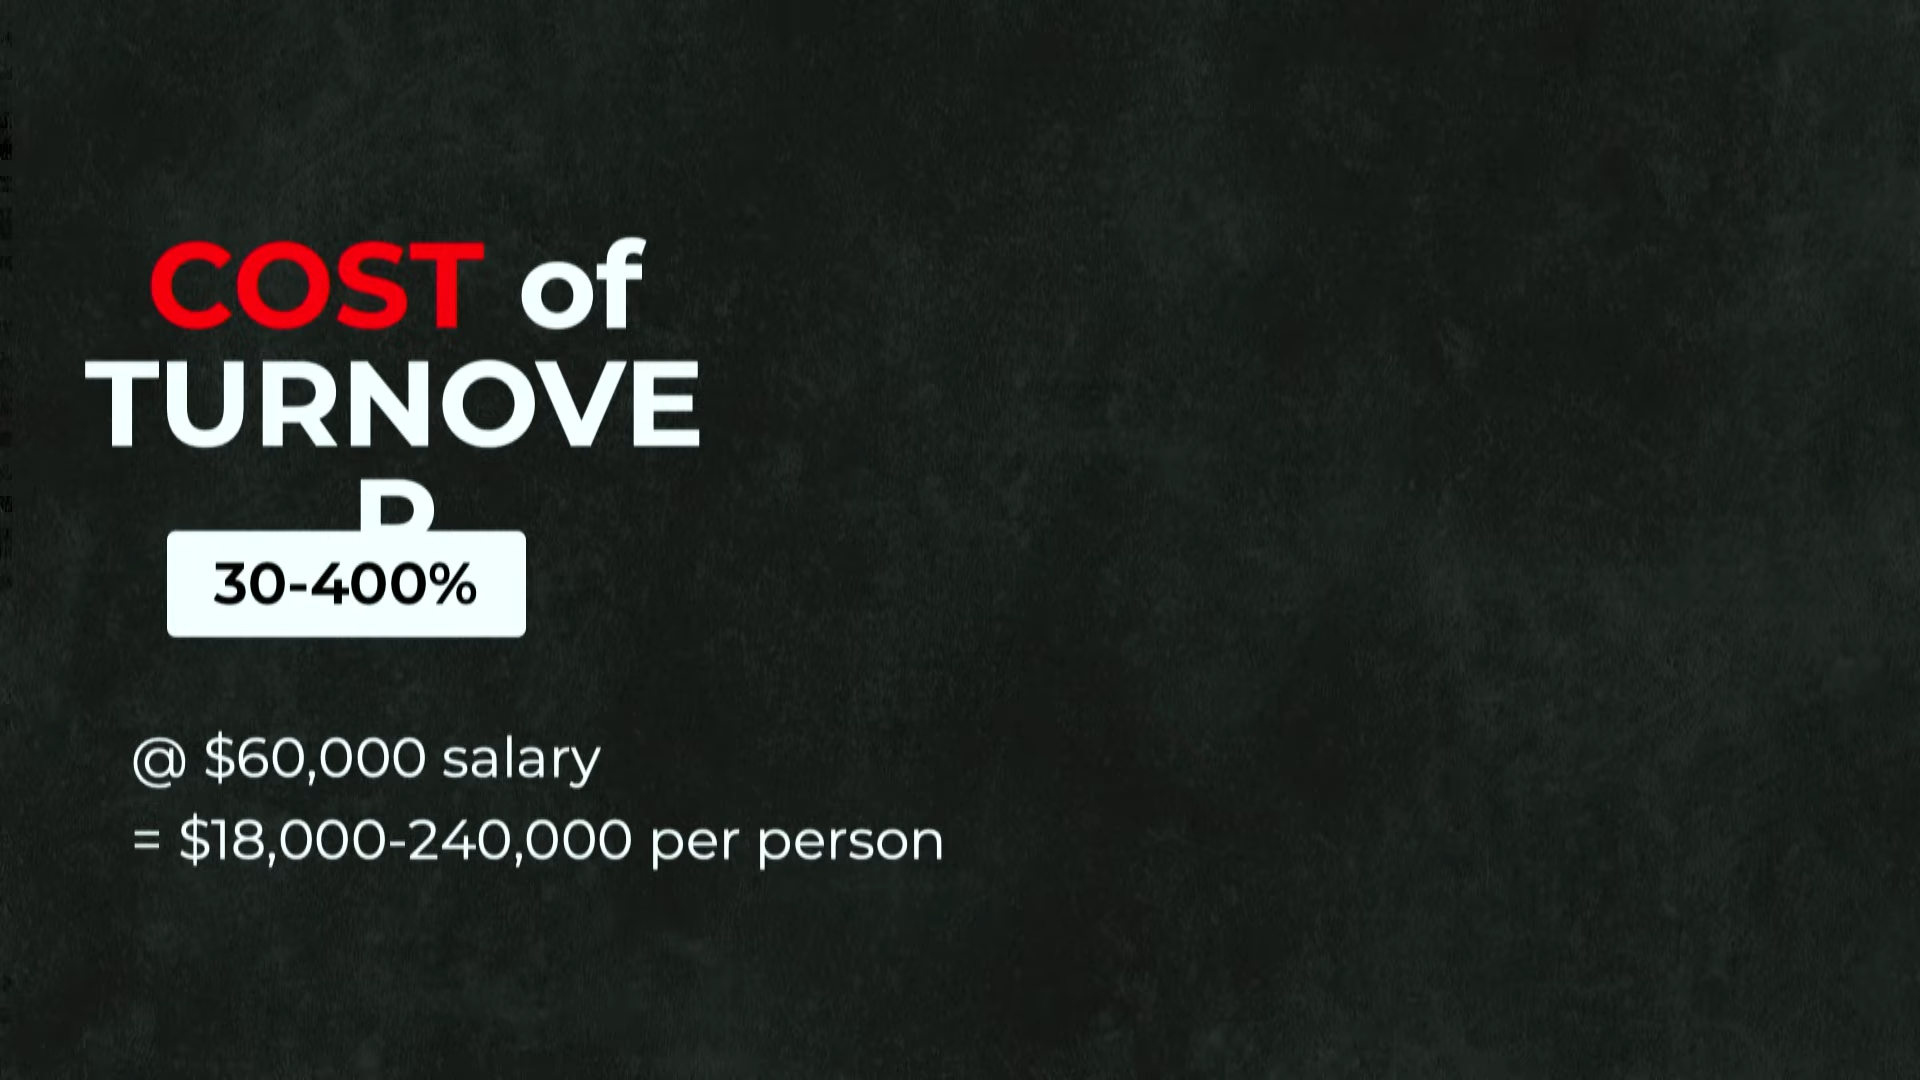 COST of
TURNOVE
R
30-400%
@ $60,000 salary
= $18,000-240,000 per person